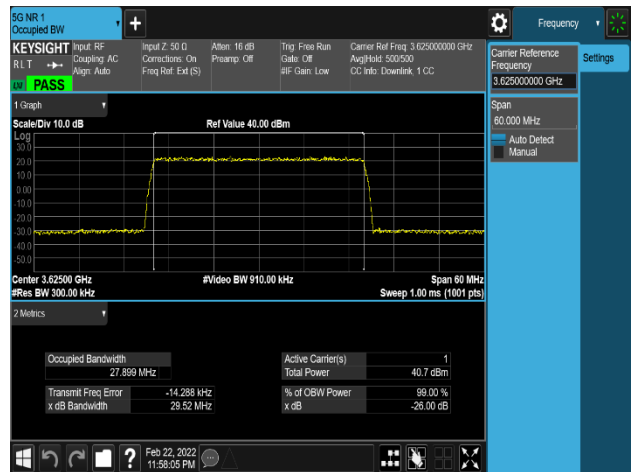 5G NR 1
Occupied BW
Frequency
KEYSIGHT
RLT
LXI
PASS
Input: RF
Coupling: AC
Align: Auto
Input Z: 50 Ω
Corrections: On
Freq Ref: Ext (S)
Atten: 16 dB
Preamp: Off
Trig: Free Run
Gate: Off
#IF Gain: Low
Carrier Ref Freq: 3.625000000 GHz
Avg|Hold: 500/500
CC Info: Downlink, 1 CC
Carrier Reference
Frequency
3.625000000 GHz
Settings
Span
60.000 MHz
Auto Detect
Manual
1 Graph
Scale/Div 10.0 dB
Ref Value 40.00 dBm
Log
30.0
20.0
10.0
0.00
-10.0
-20.0
-30.0
-40.0
-50.0
Center 3.62500 GHz
#Video BW 910.00 kHz
Span 60 MHz
#Res BW 300.00 kHz
Sweep 1.00 ms (1001 pts)
2 Metrics
Occupied Bandwidth
27.899 MHz
Active Carrier(s) 1
Total Power 40.7 dBm
Transmit Freq Error -14.288 kHz
% of OBW Power 99.00 %
x dB Bandwidth 29.52 MHz
x dB -26.00 dB
?
Feb 22, 2022
11:58:05 PM